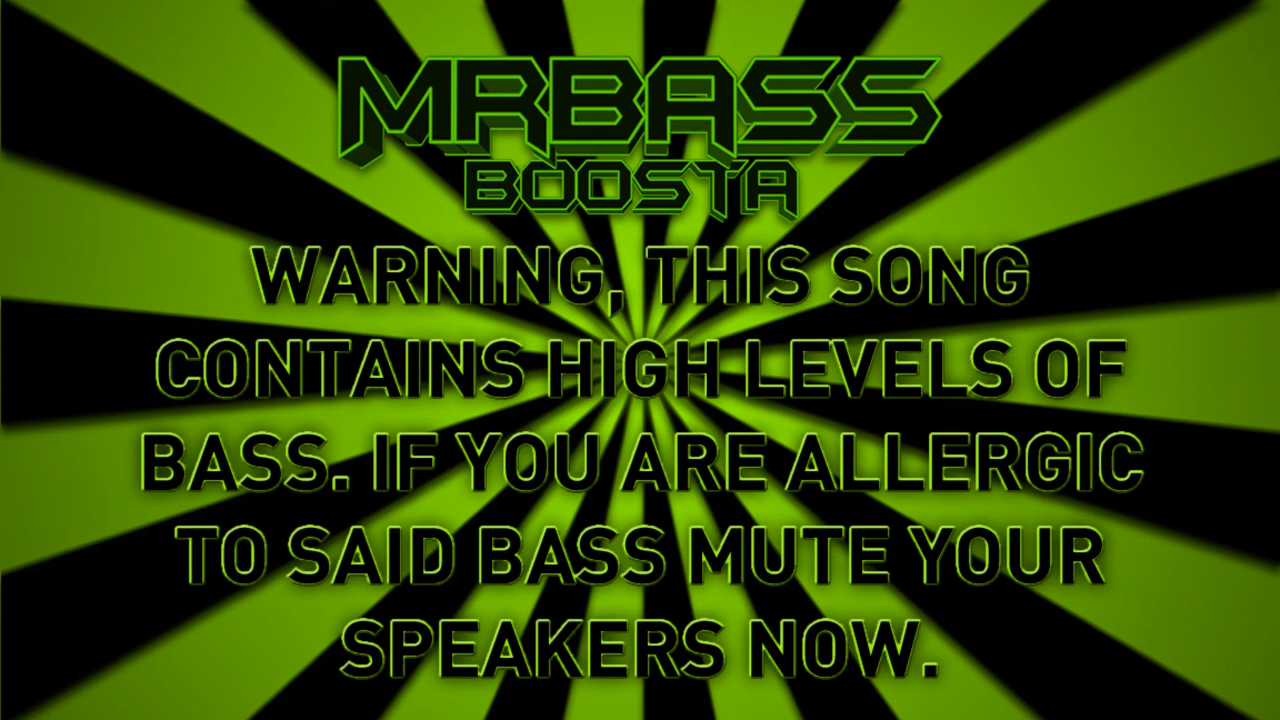 MRBASS
BOOSTA
WARNING, THIS SONG
CONTAINS HIGH LEVELS OF
BASS. IF YOU ARE ALLERGIC
TO SAID BASS MUTE YOUR
SPEAKERS NOW.